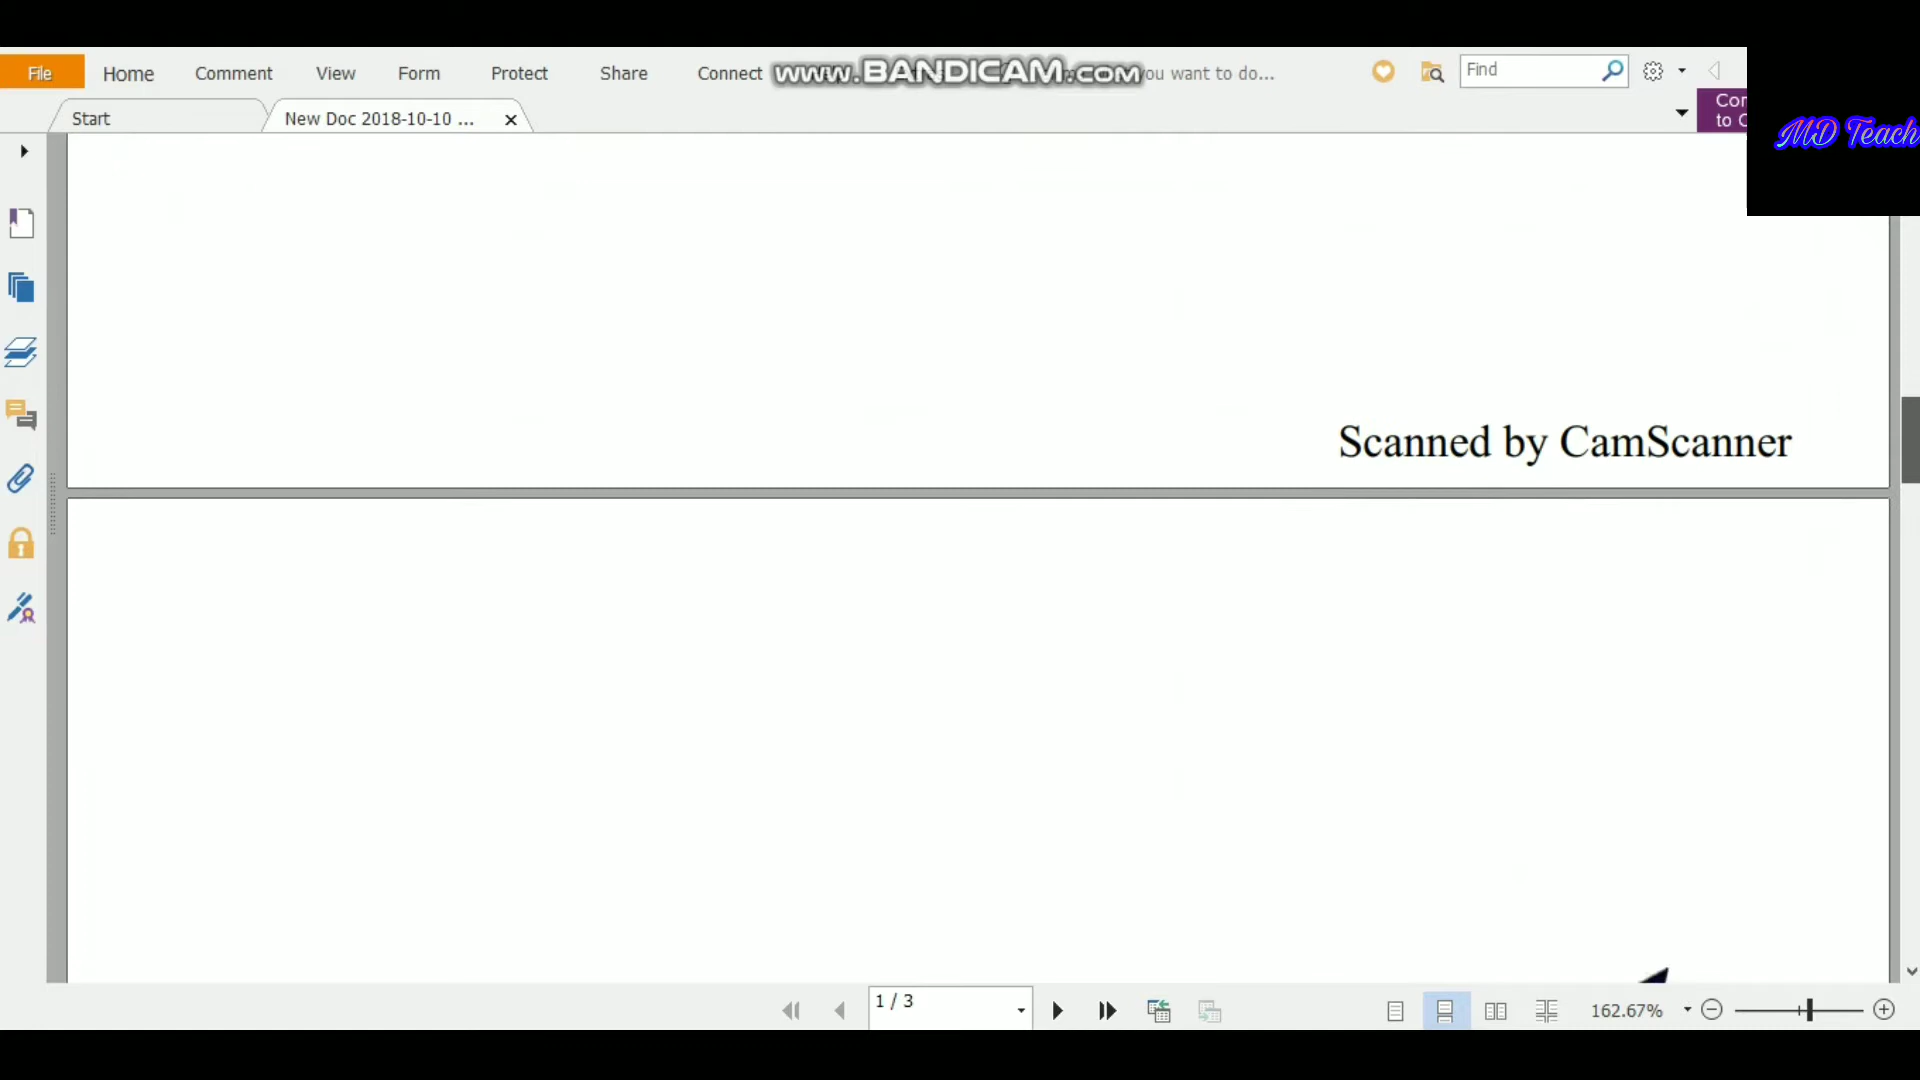 www.BANDICAM.com
File Home Comment View Form Protect Share Connect you want to do... Find
Start New Doc 2018-10-10 ...
MD Teach
Scanned by CamScanner
1 / 3 162.67%